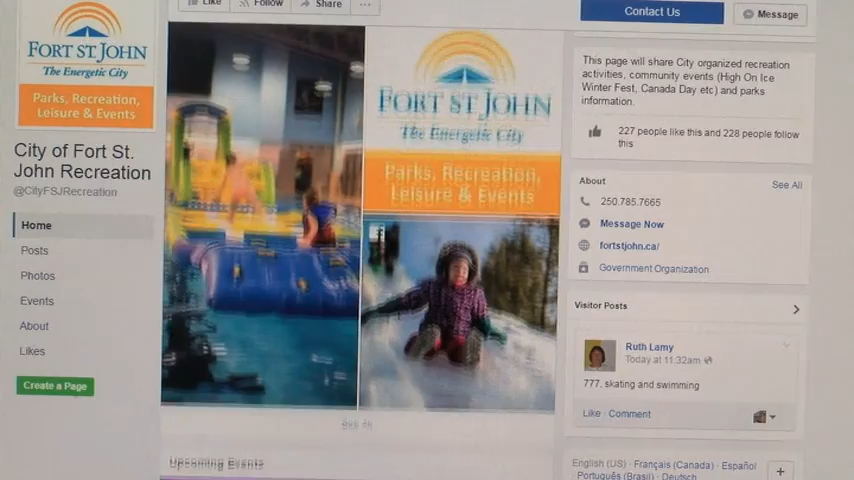 Like
Follow
Share
Contact Us
Message
FORT ST. JOHN
The Energetic City
Parks, Recreation,
Leisure & Events
City of Fort St.
John Recreation
@CityFSJRecreation
Home
Posts
Photos
Events
About
Likes
Create a Page
FORT ST JOHN
The Energetic City
Parks, Recreation,
Leisure & Events
See All
Upcoming Events
This page will share City organized recreation
activities, community events (High On Ice
Winter Fest, Canada Day etc) and parks
information.
227 people like this and 228 people follow
this
About
See All
250.785.7665
Message Now
fortstjohn.ca/
Government Organization
Visitor Posts
Ruth Lamy
Today at 11:32am
777, skating and swimming
Like · Comment
English (US) · Français (Canada) · Español
Português (Brasil) · Deutsch